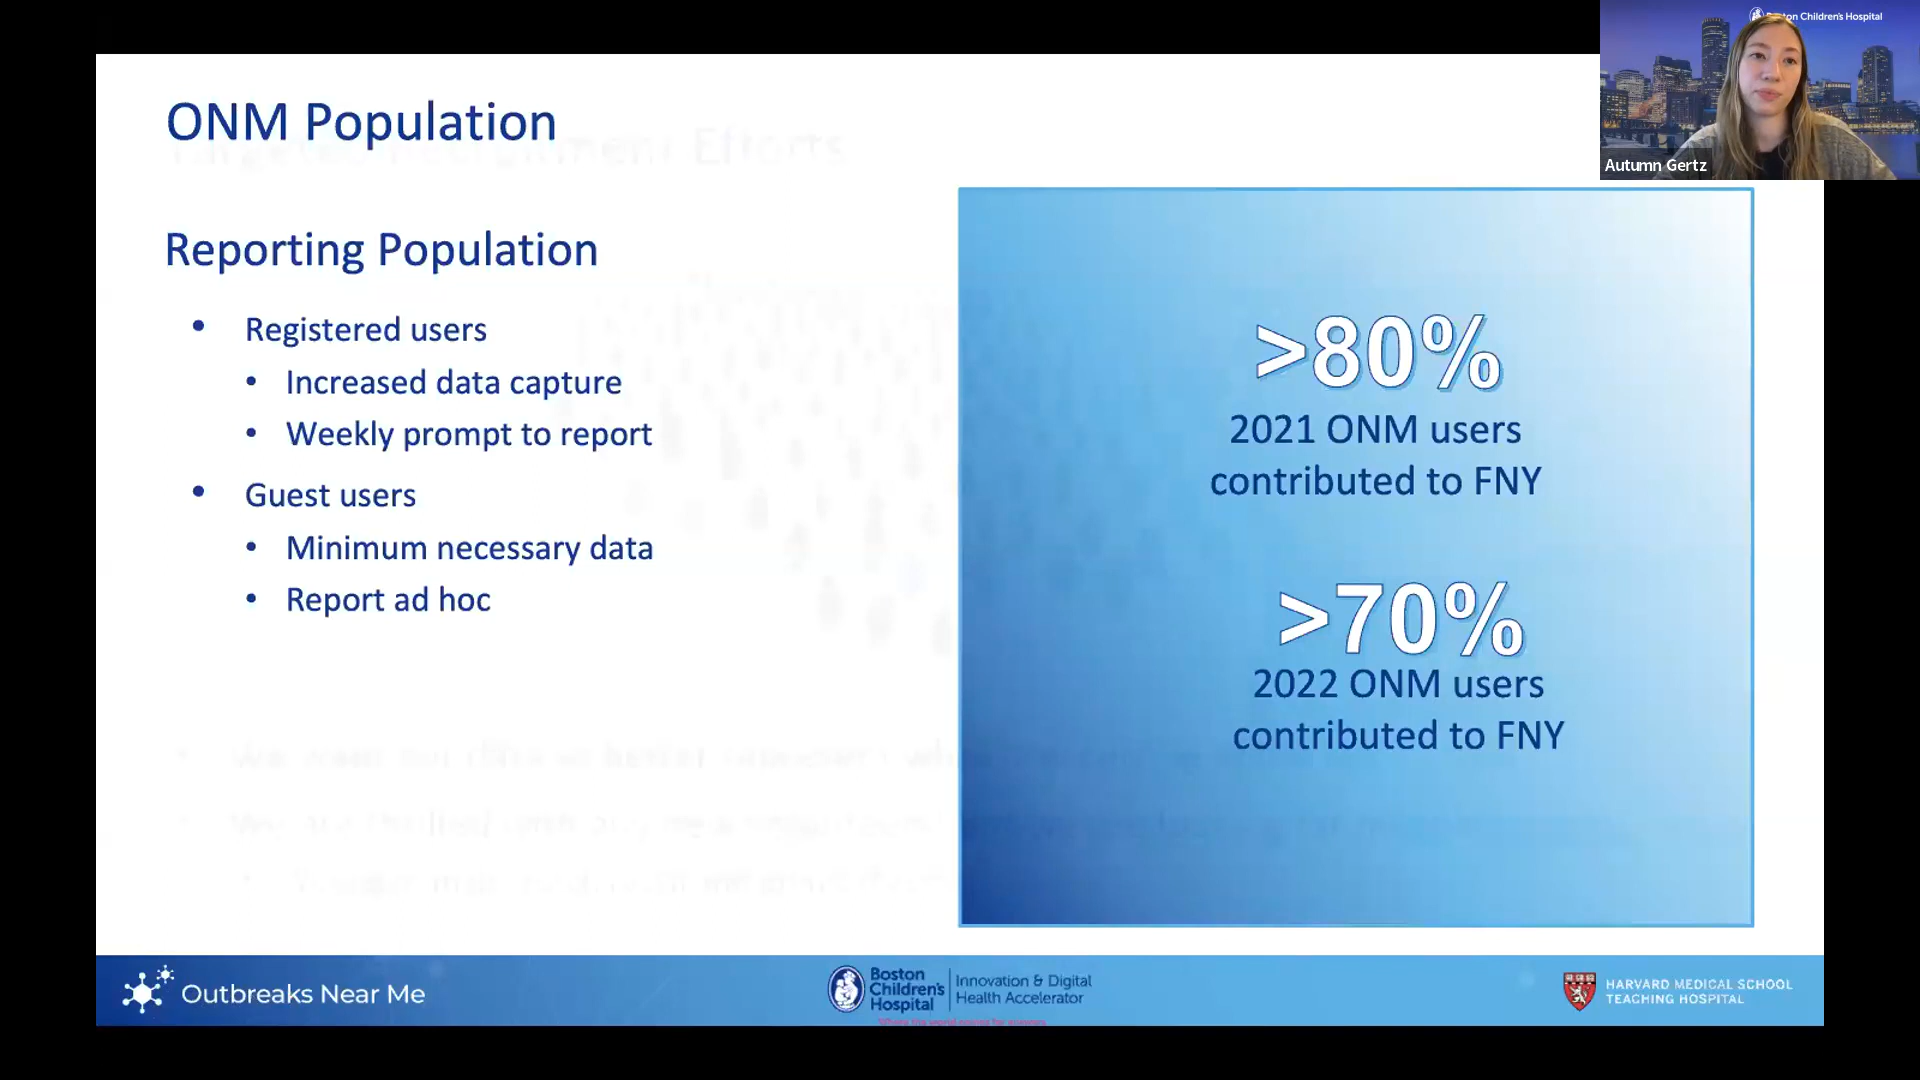 ONM Population
Reporting Population
• Registered users
• Increased data capture
• Weekly prompt to report
• Guest users
• Minimum necessary data
• Report ad hoc
>80%
2021 ONM users
contributed to FNY
>70%
2022 ONM users
contributed to FNY
Children's Hospital
Autumn Gertz
Outbreaks Near Me
Boston
Children's
Hospital
Innovation & Digital
Health Accelerator
HARVARD MEDICAL SCHOOL
TEACHING HOSPITAL